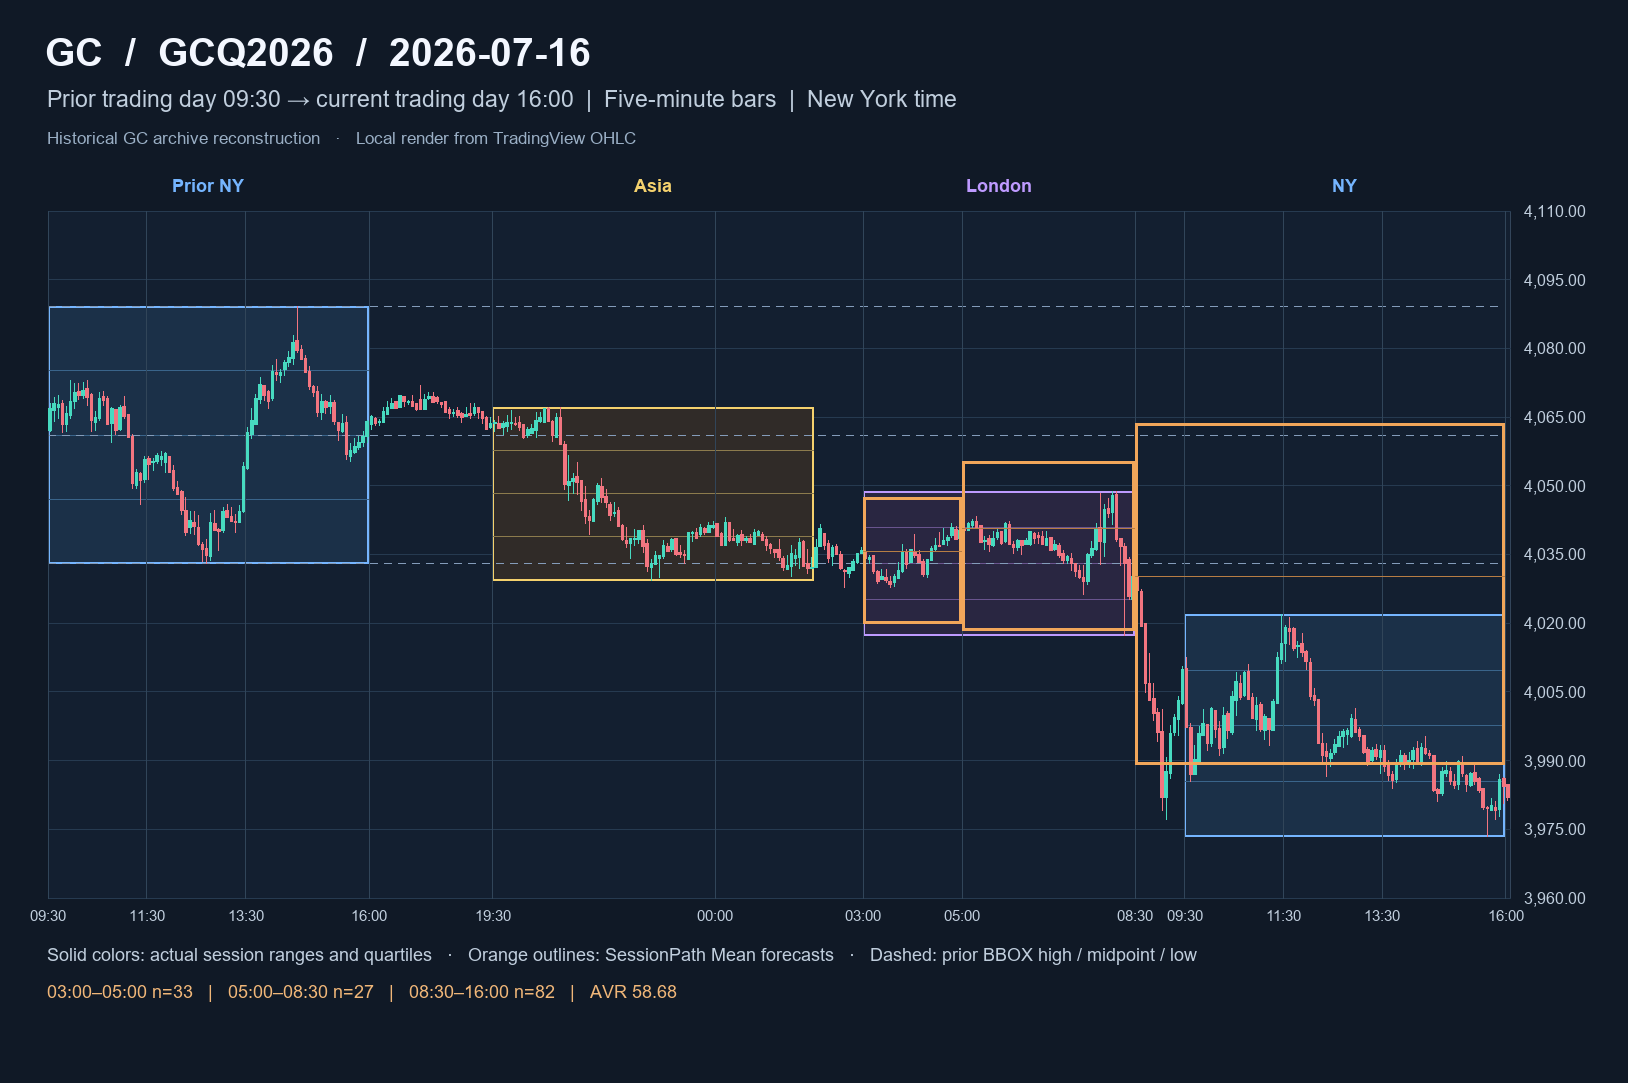 GC / GCQ2026 / 2026-07-16
Prior trading day 09:30 → current trading day 16:00 | Five-minute bars | New York time
Historical GC archive reconstruction · Local render from TradingView OHLC
Prior NY Asia London NY
4,110.00
4,095.00
4,080.00
4,065.00
4,050.00
4,035.00
4,020.00
4,005.00
3,990.00
3,975.00
3,960.00
09:30 11:30 13:30 16:00 19:30 00:00 03:00 05:00 08:30 09:30 11:30 13:30 16:00
Solid colors: actual session ranges and quartiles · Orange outlines: SessionPath Mean forecasts · Dashed: prior BBOX high / midpoint / low
03:00–05:00 n=33 | 05:00–08:30 n=27 | 08:30–16:00 n=82 | AVR 58.68